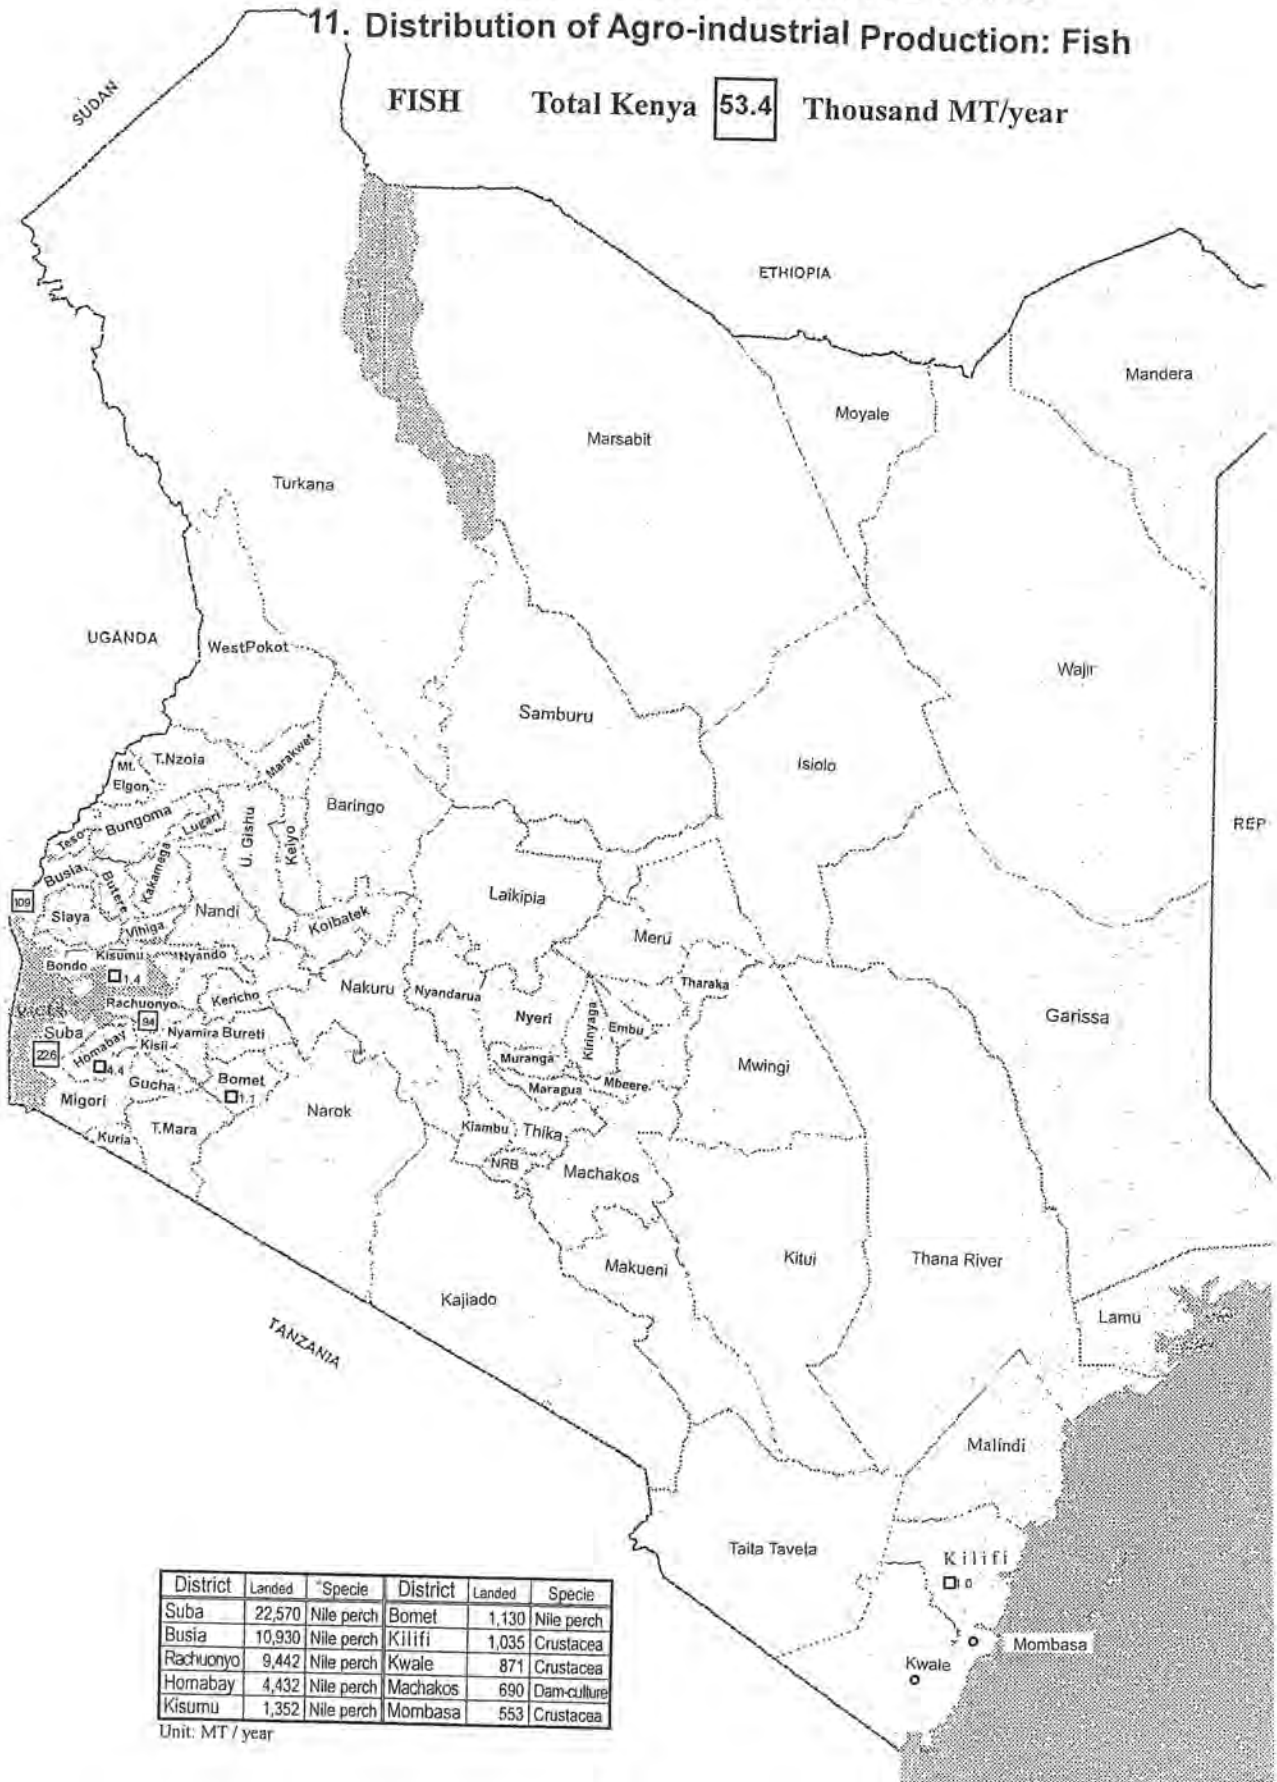 11. Distribution of Agro-industrial Production: Fish
FISH Total Kenya 53.4 Thousand MT/year
SUDAN
ETHIOPIA
Mandera
Moyale
Marsabit
Turkana
UGANDA
WestPokot
Wajir
Samburu
Isiolo
T.Nzoia
Mt.
Elgon
Marakwet
Baringo
Bungoma
Lugari
Teso
U. Gishu
Keiyo
REP
Busia
Butere
Kakamega
109
Laikipia
Siaya
Nandi
Koibatek
Vihiga
Meru
Kisumu
Nyando
Bondo
1.4
Tharaka
Kericho
Nakuru
Nyandarua
Rachuonyo
Nyeri
Kirinyaga
Embu
Garissa
94
Suba
Nyamira
Bureti
Homabay
Kisii
226
4.4
Muranga
Mwingi
Gucha
Bomet
1.1
Maragua
Mbeere
Migori
Narok
T.Mara
Kuria
Kiambu
Thika
NRB
Machakos
Kitui
Thana River
Makueni
Kajiado
Lamu
TANZANIA
Malindi
Taita Taveta
Kilifi
1.0
Mombasa
Kwale
District Landed Specie District Landed Specie
Suba 22,570 Nile perch Bomet 1,130 Nile perch
Busia 10,930 Nile perch Kilifi 1,035 Crustacea
Rachuonyo 9,442 Nile perch Kwale 871 Crustacea
Homabay 4,432 Nile perch Machakos 690 Dam-culture
Kisumu 1,352 Nile perch Mombasa 553 Crustacea
Unit: MT / year